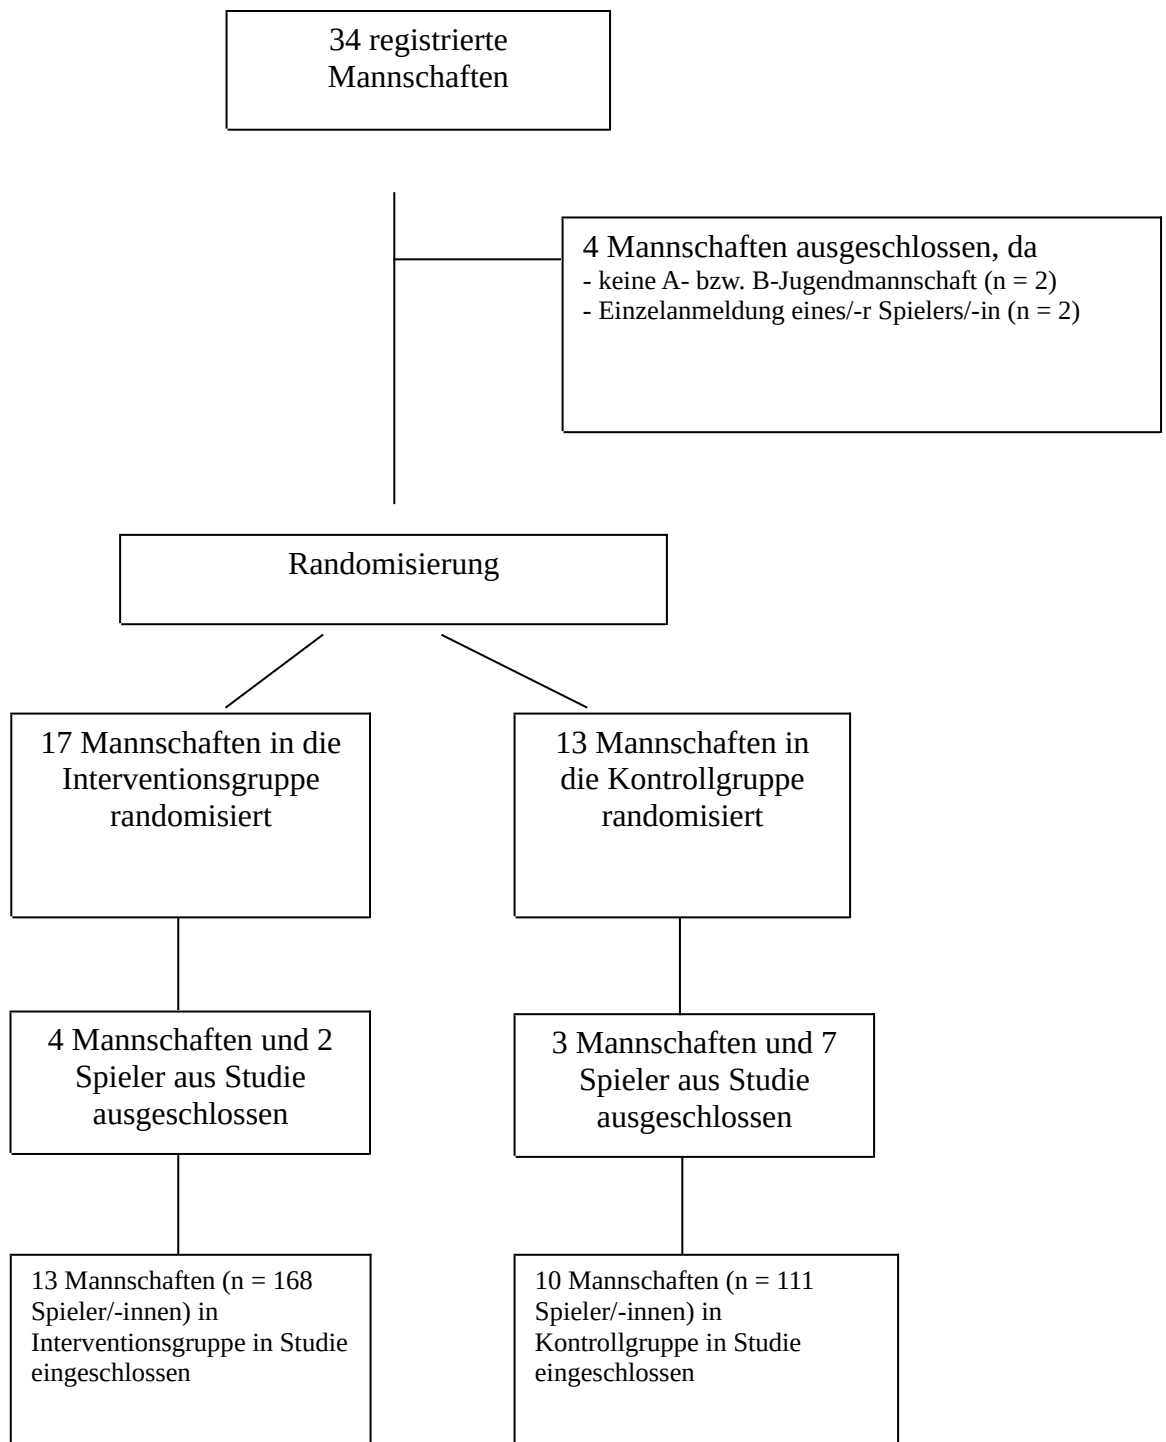 34 registrierte
Mannschaften
4 Mannschaften ausgeschlossen, da
- keine A- bzw. B-Jugendmannschaft (n = 2)
- Einzelanmeldung eines/-r Spielers/-in (n = 2)
Randomisierung
17 Mannschaften in die
Interventionsgruppe
randomisiert
13 Mannschaften in
die Kontrollgruppe
randomisiert
4 Mannschaften und 2
Spieler aus Studie
ausgeschlossen
3 Mannschaften und 7
Spieler aus Studie
ausgeschlossen
13 Mannschaften (n = 168
Spieler/-innen) in
Interventionsgruppe in Studie
eingeschlossen
10 Mannschaften (n = 111
Spieler/-innen) in
Kontrollgruppe in Studie
eingeschlossen